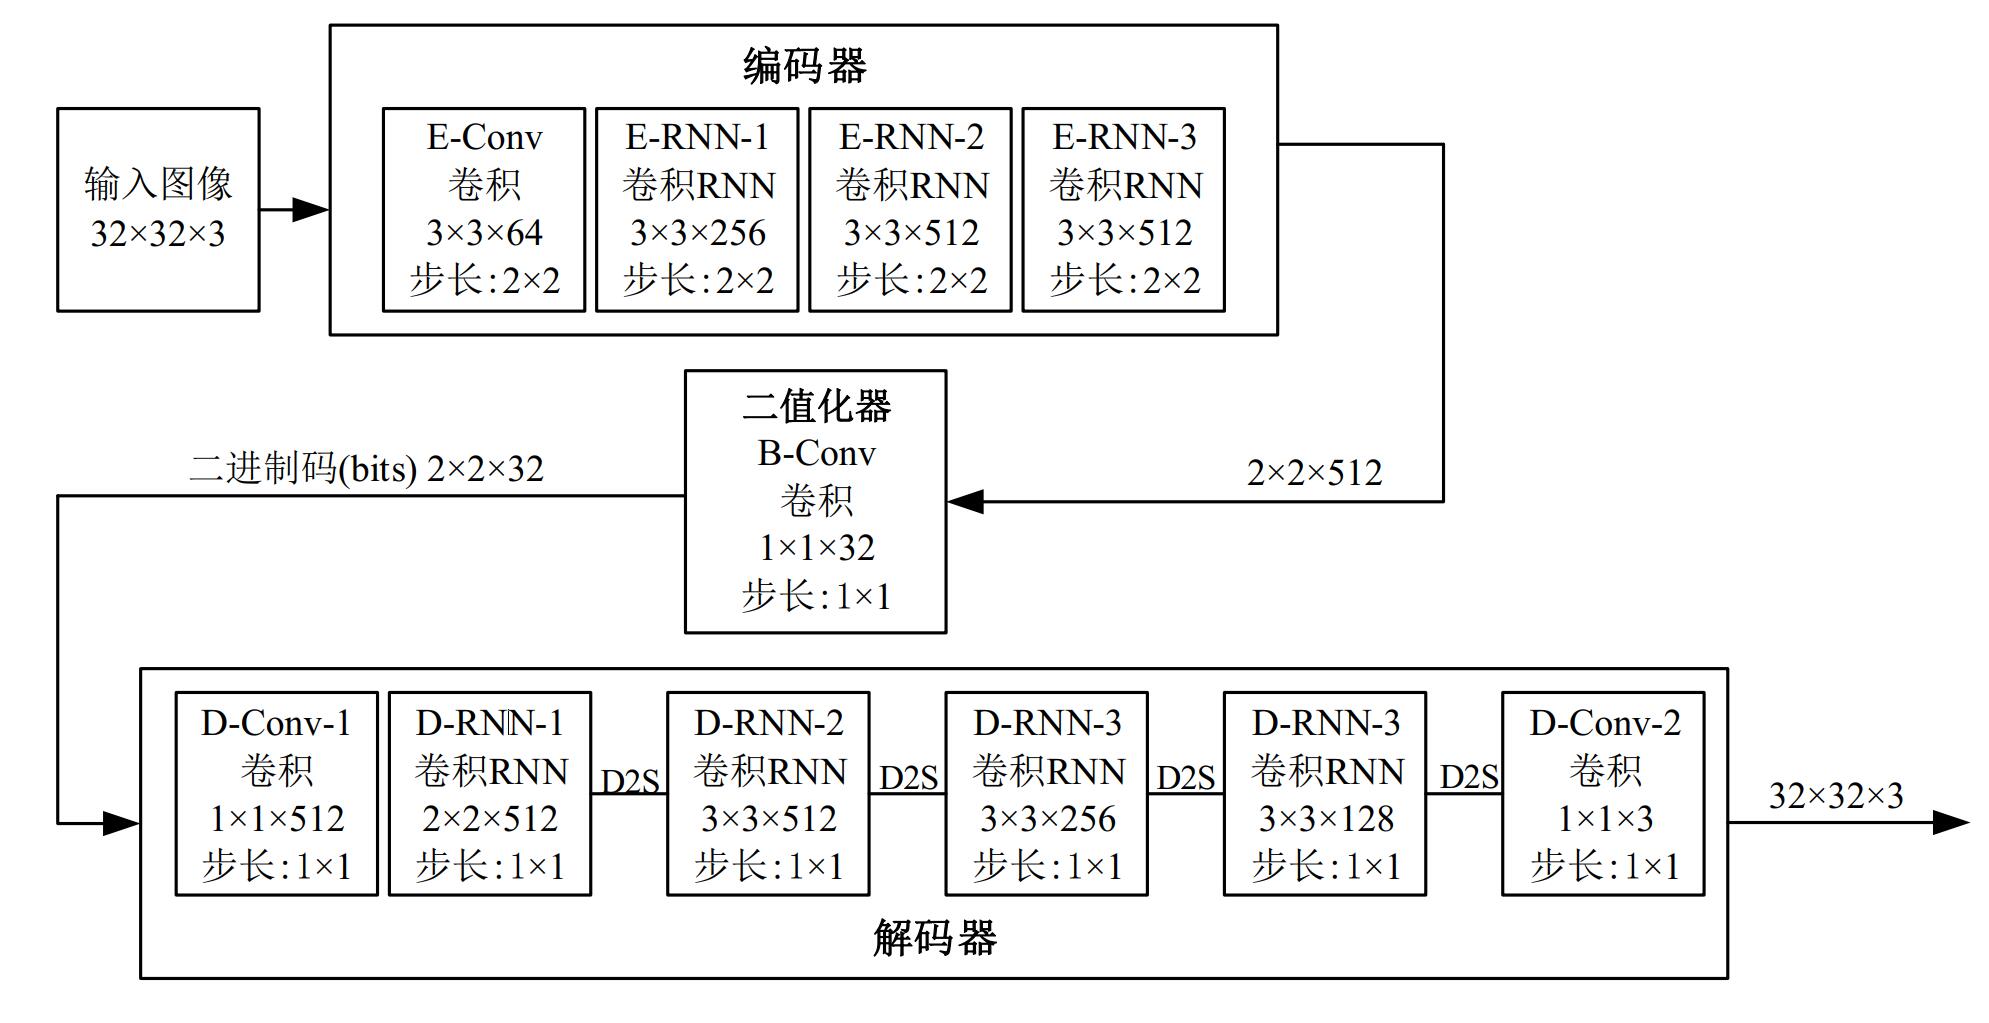 编码器
输入图像
32×32×3
E-Conv
卷积
3×3×64
步长:2×2
E-RNN-1
卷积RNN
3×3×256
步长:2×2
E-RNN-2
卷积RNN
3×3×512
步长:2×2
E-RNN-3
卷积RNN
3×3×512
步长:2×2
2×2×512
二值化器
B-Conv
卷积
1×1×32
步长:1×1
二进制码(bits) 2×2×32
D-Conv-1
卷积
1×1×512
步长:1×1
D-RNN-1
卷积RNN
2×2×512
步长:1×1
D2S
D-RNN-2
卷积RNN
3×3×512
步长:1×1
D2S
D-RNN-3
卷积RNN
3×3×256
步长:1×1
D2S
D-RNN-3
卷积RNN
3×3×128
步长:1×1
D2S
D-Conv-2
卷积
1×1×3
步长:1×1
32×32×3
解码器